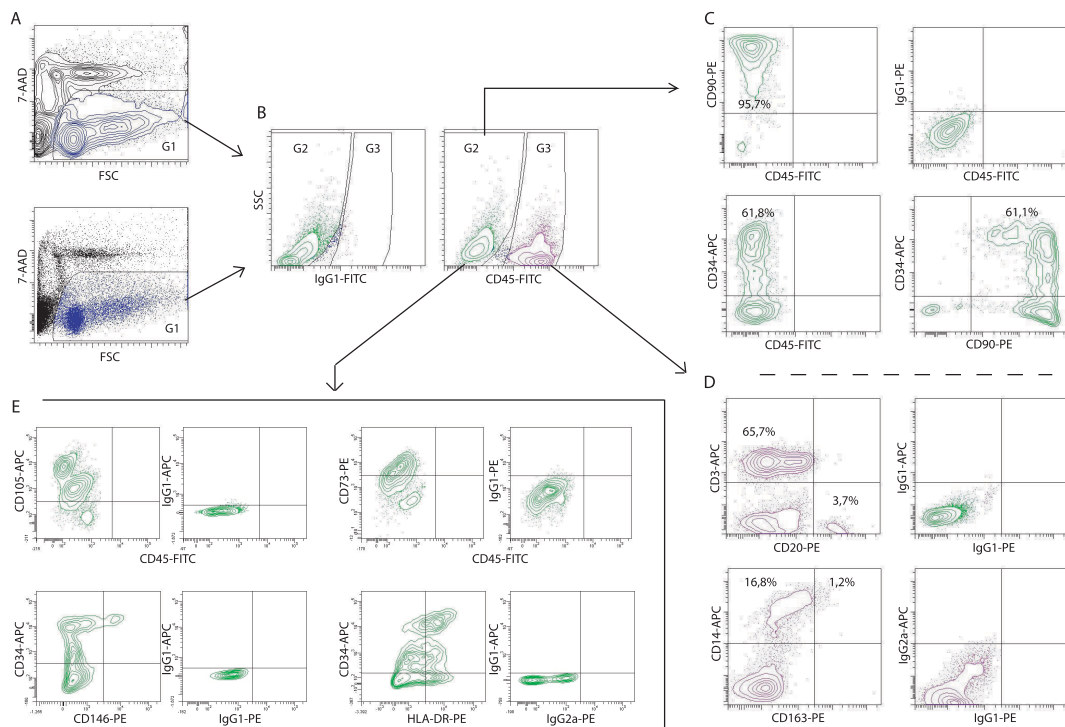 A
7-AAD
G1
FSC
7-AAD
G1
FSC
B
G2
G3
SSC
IgG1-FITC
G2
G3
CD45-FITC
C
CD90-PE
95,7%
CD45-FITC
IgG1-PE
CD45-FITC
CD34-APC
61,8%
CD45-FITC
CD34-APC
61,1%
CD90-PE
D
CD3-APC
65,7%
3,7%
CD20-PE
IgG1-APC
IgG1-PE
CD14-APC
16,8%
1,2%
CD163-PE
IgG2a-APC
IgG1-PE
E
CD105-APC
IgG1-APC
CD45-FITC
CD73-PE
IgG1-PE
CD45-FITC
CD34-APC
CD146-PE
IgG1-APC
IgG1-PE
CD34-APC
HLA-DR-PE
IgG1-APC
IgG2a-PE